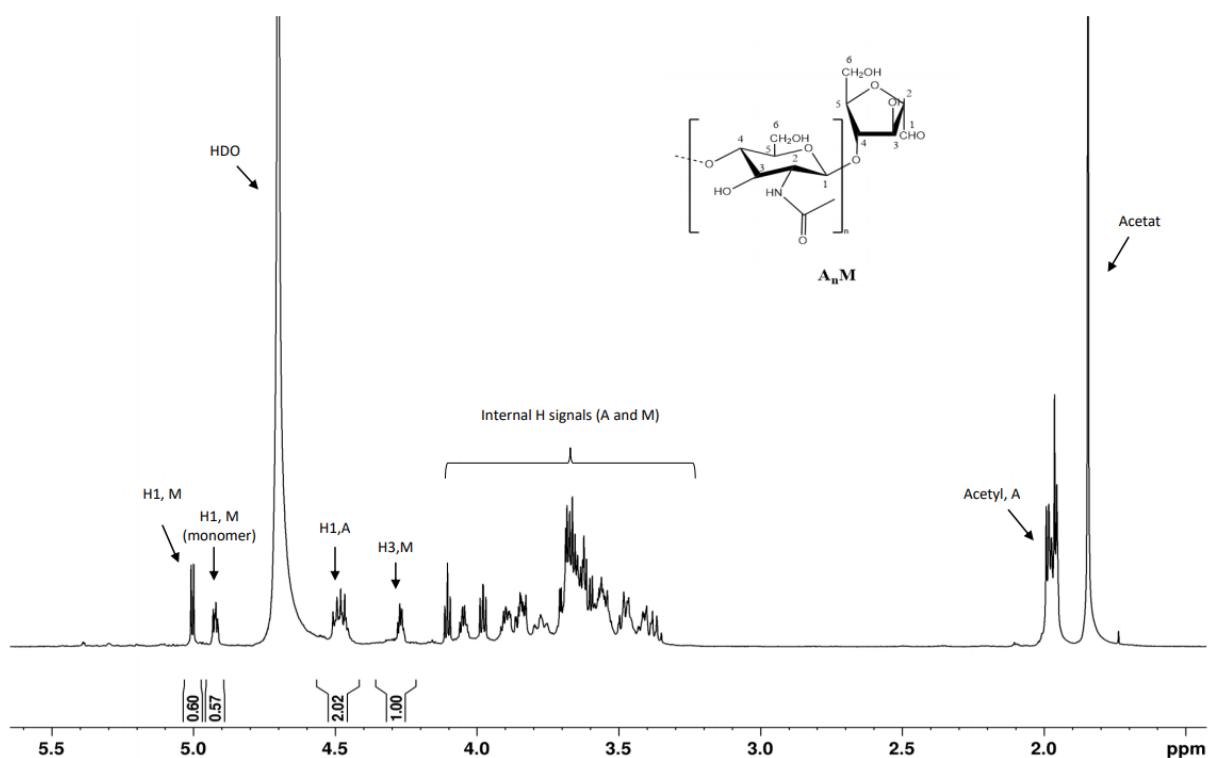 6
CH₂OH
O
2
5
OH
1
CHO
4
3
6
CH₂OH
4
5
O
2
O
3
1
O
HO
HN
n
O
AₙM
HDO
Acetat
Internal H signals (A and M)
H1, M
H1, M
(monomer)
H1,A
H3,M
Acetyl, A
0.60
0.57
2.02
1.00
5.5 5.0 4.5 4.0 3.5 3.0 2.5 2.0 ppm